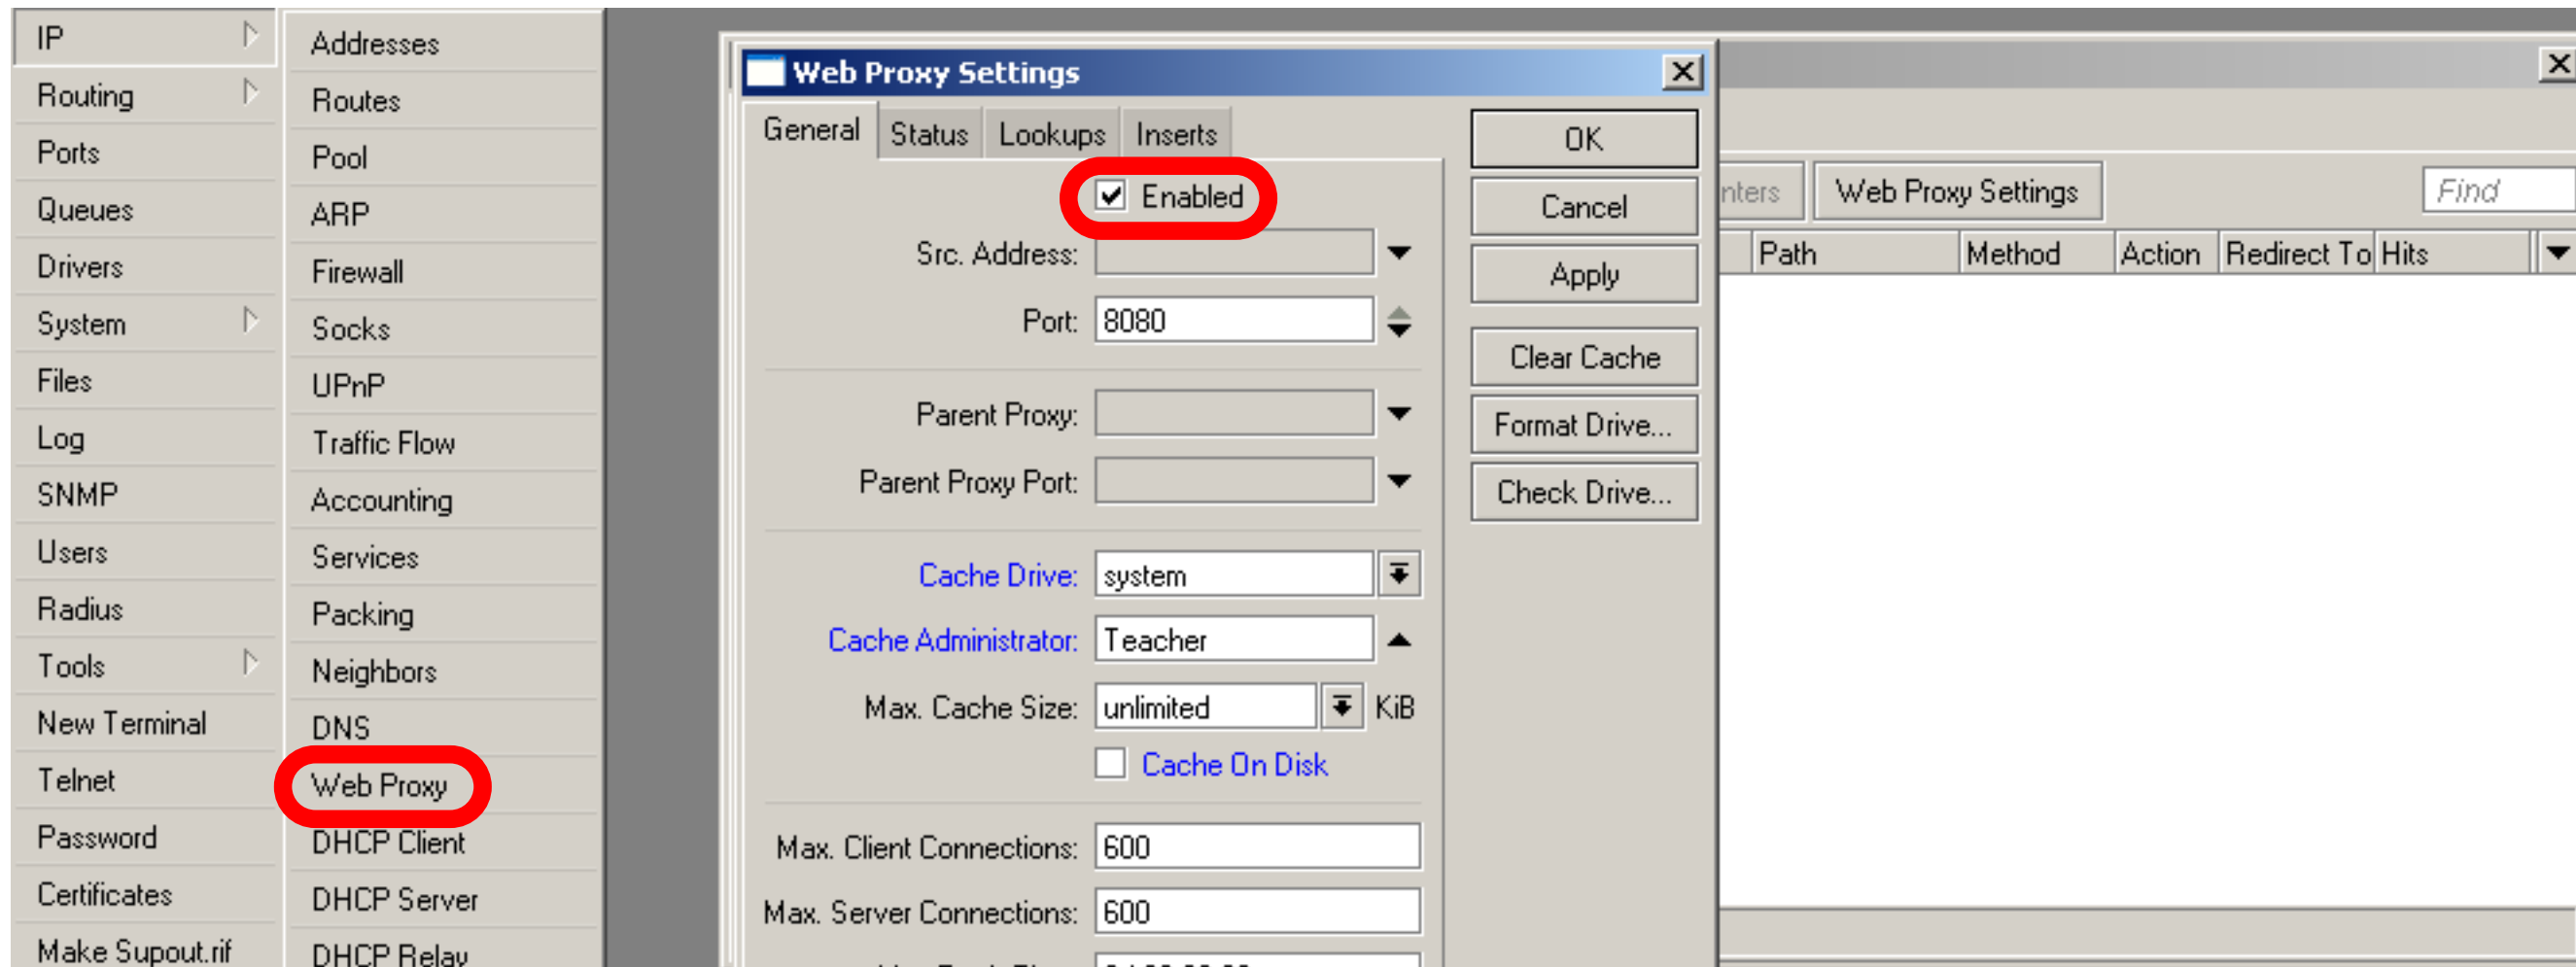 IP
Routing
Ports
Queues
Drivers
System
Files
Log
SNMP
Users
Radius
Tools
New Terminal
Telnet
Password
Certificates
Make Supout.rif
Addresses
Routes
Pool
ARP
Firewall
Socks
UPnP
Traffic Flow
Accounting
Services
Packing
Neighbors
DNS
Web Proxy
DHCP Client
DHCP Server
DHCP Relay
Web Proxy Settings
General Status Lookups Inserts
Enabled
Src. Address:
Port: 8080
Parent Proxy:
Parent Proxy Port:
Cache Drive: system
Cache Administrator: Teacher
Max. Cache Size: unlimited KiB
Cache On Disk
Max. Client Connections: 600
Max. Server Connections: 600
OK
Cancel
Apply
Clear Cache
Format Drive...
Check Drive...
Web Proxy Settings Find
Path Method Action Redirect To Hits